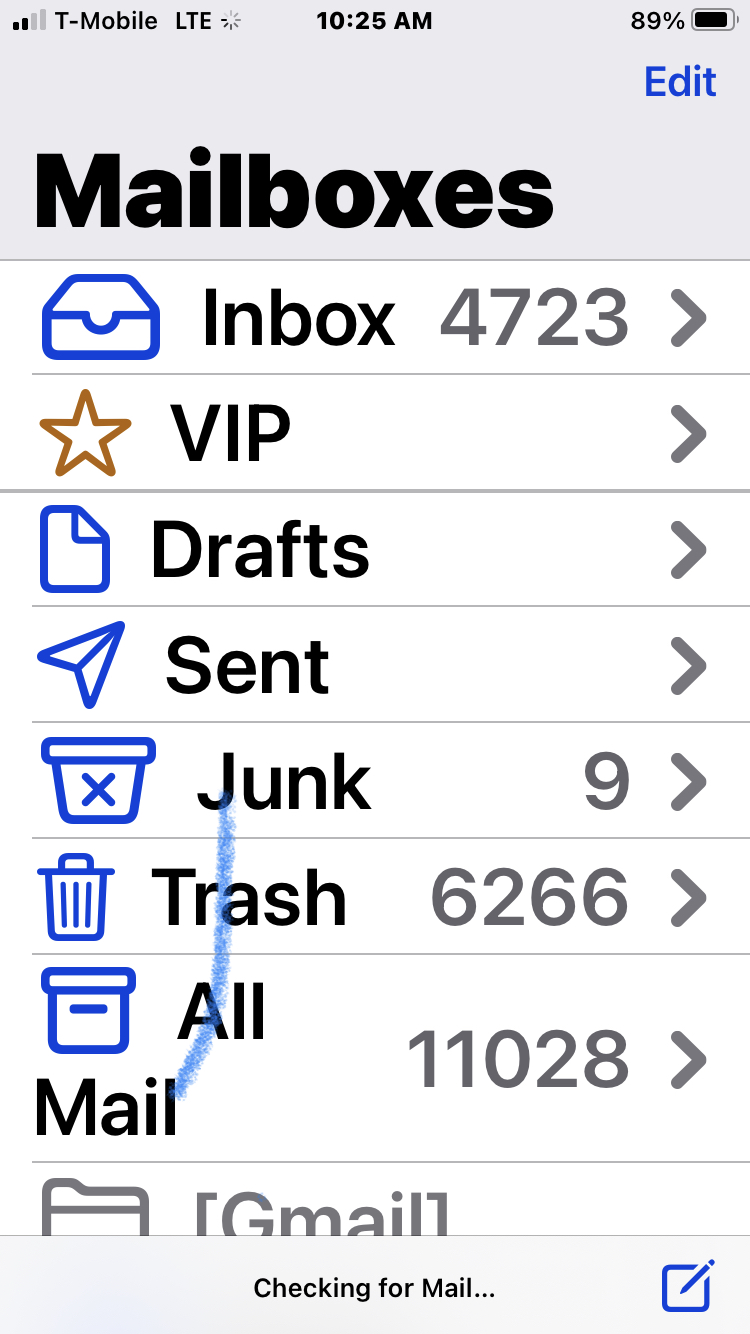 T-Mobile LTE 10:25 AM 89%
Edit
Mailboxes
Inbox 4723
VIP
Drafts
Sent
Junk 9
Trash 6266
All
Mail 11028
[Gmail]
Checking for Mail...